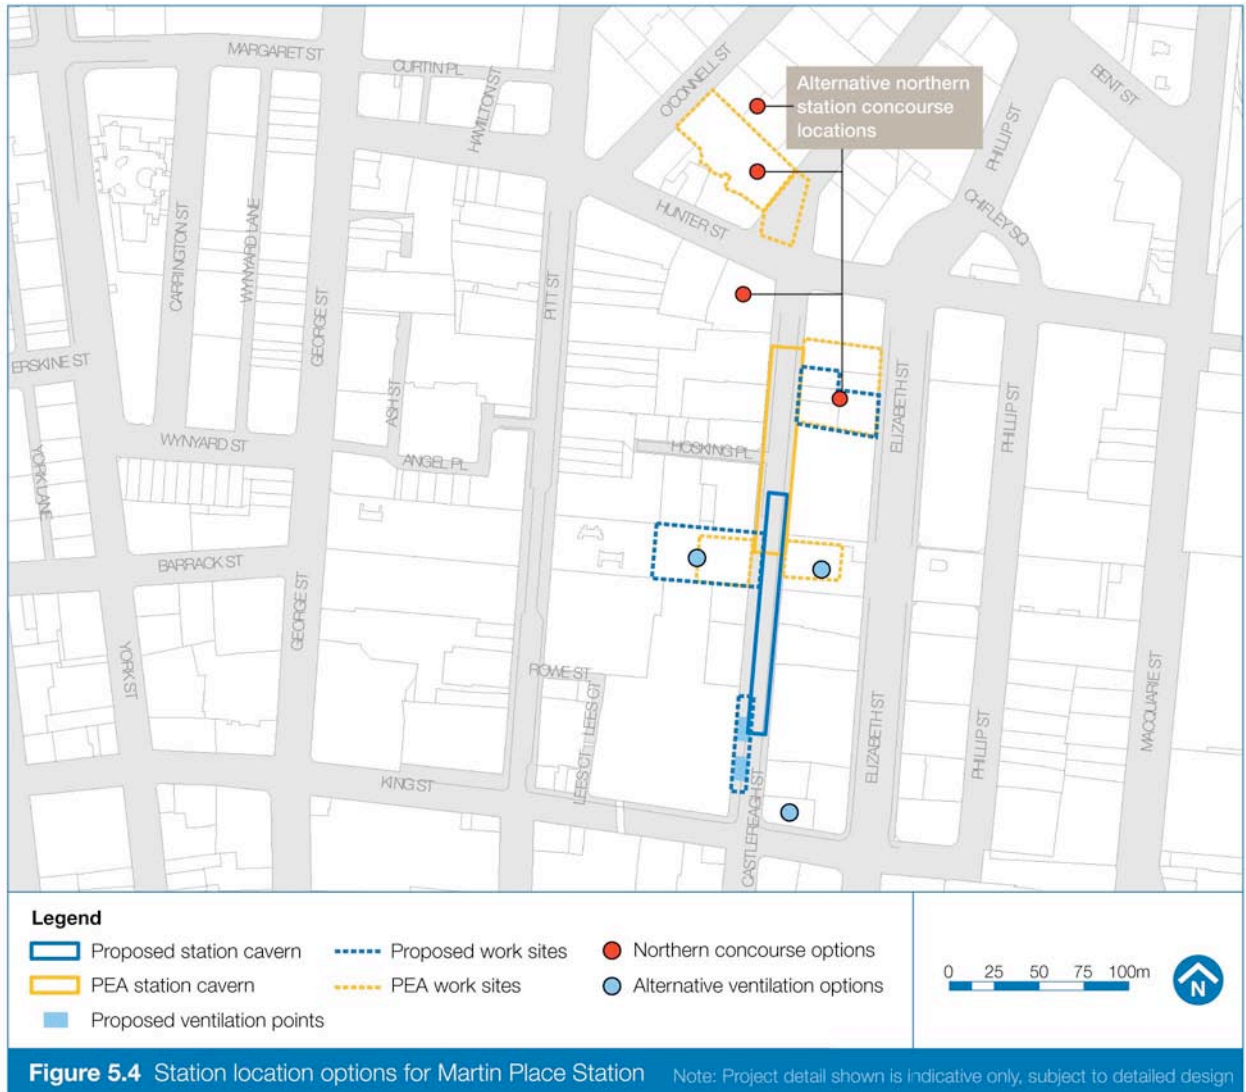 MARGARET ST
CURTIN PL
HAMILTON ST
O'CONNELL ST
Alternative northern
station concourse
locations
BENT ST
PHILLIP ST
CHIFLEY SQ
HUNTER ST
CARRINGTON ST
WYNYARD LANE
GEORGE ST
PITT ST
ERSKINE ST
ASH ST
ELIZABETH ST
PHILLIP ST
WYNYARD ST
YORK LANE
ANGEL PL
HOSKING PL
BARRACK ST
GEORGE ST
YORK ST
ROWE ST
LEES CT
LEES CT
ELIZABETH ST
PHILLIP ST
MACQUARIE ST
KING ST
CASTLEREAGH ST
Legend
Proposed station cavern
Proposed work sites
Northern concourse options
PEA station cavern
PEA work sites
Alternative ventilation options
Proposed ventilation points
0 25 50 75 100m
N
Figure 5.4 Station location options for Martin Place Station Note: Project detail shown is indicative only, subject to detailed design